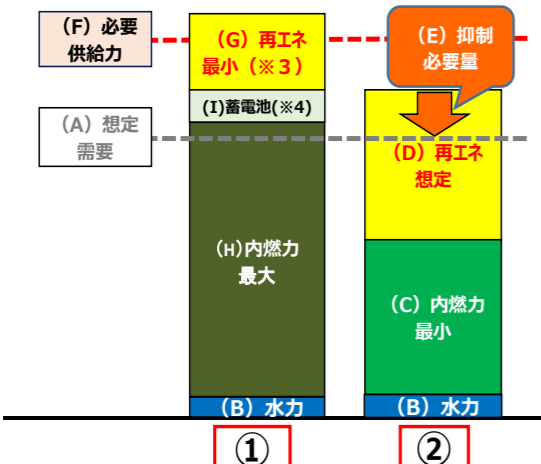 （F）必要
供給力
（A）想定
需要
（G）再エネ
最小（※３）
(I)蓄電池(※4)
（H）内燃力
最大
（B）水力
①
（E）抑制
必要量
（D）再エネ
想定
（C）内燃力
最小
（B）水力
②